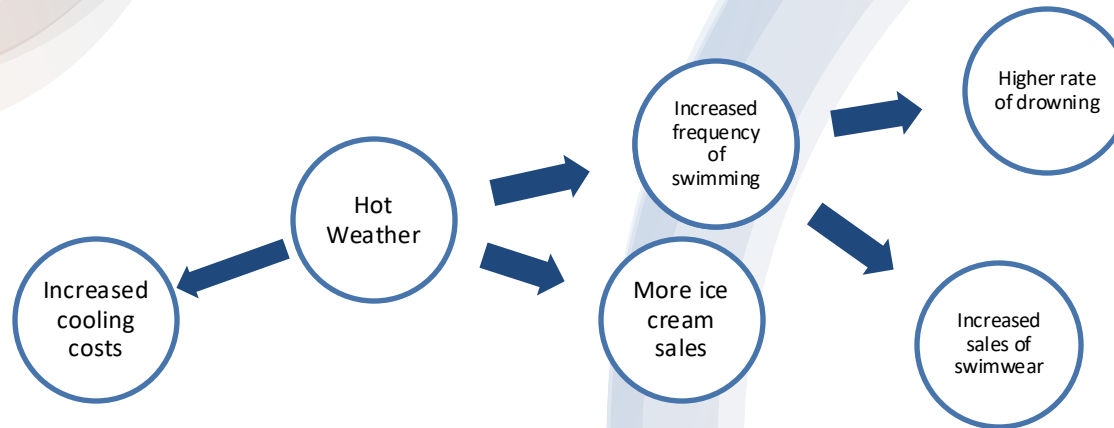 Increased
cooling
costs
Hot
Weather
Increased
frequency
of
swimming
More ice
cream
sales
Higher rate
of drowning
Increased
sales of
swimwear